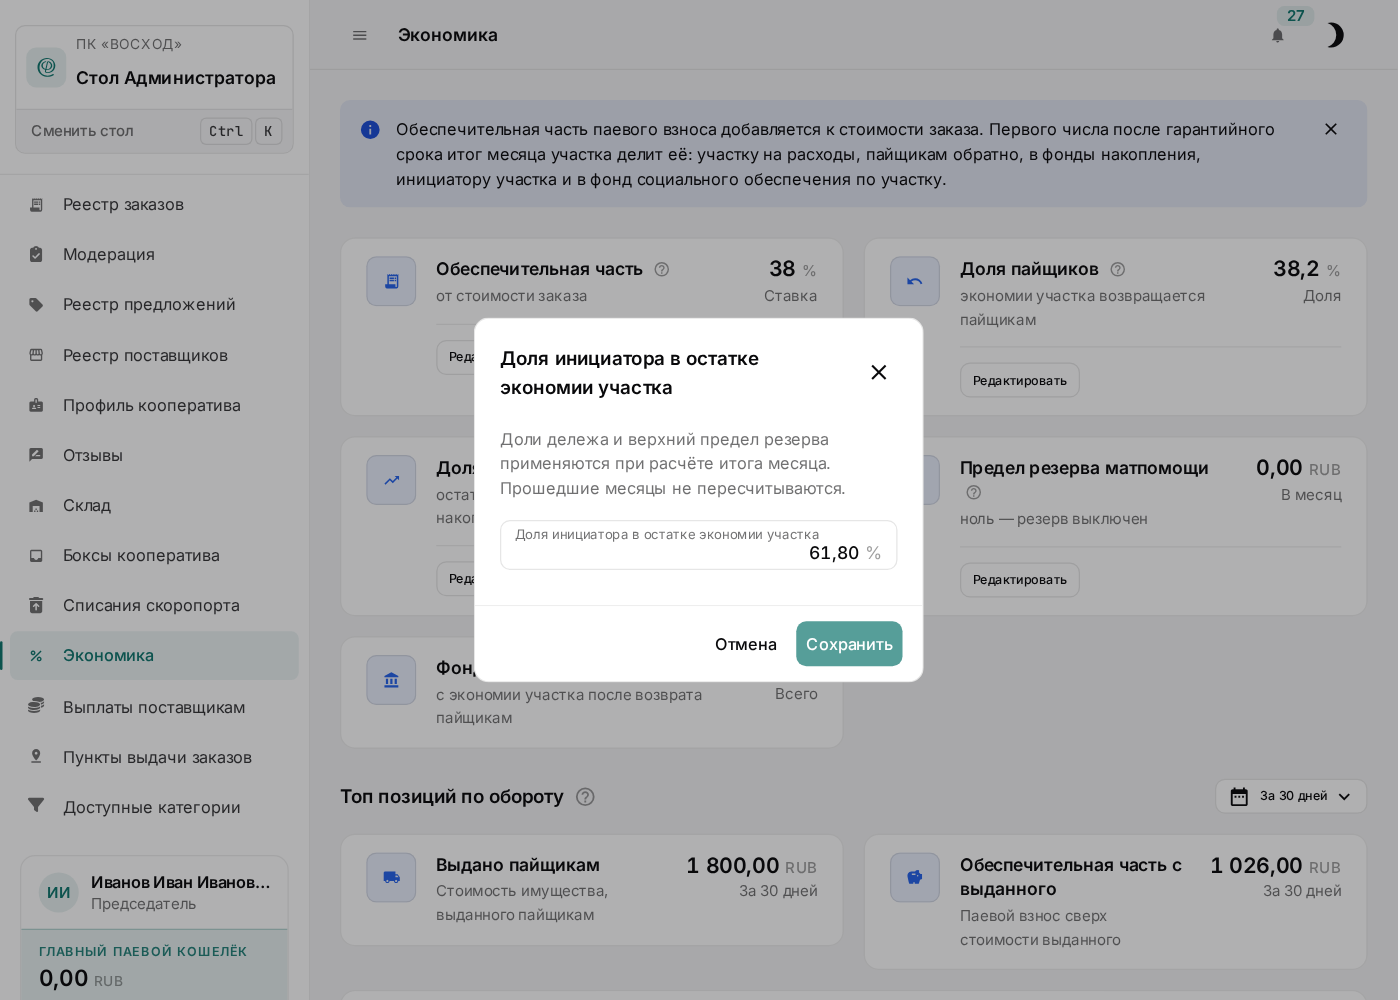 ПК «ВОСХОД»
Стол Администратора
Сменить стол
Ctrl K
Реестр заказов
Модерация
Реестр предложений
Реестр поставщиков
Профиль кооператива
Отзывы
Склад
Боксы кооператива
Списания скоропорта
Экономика
Выплаты поставщикам
Пункты выдачи заказов
Доступные категории
ИИ
Иванов Иван Иванов...
Председатель
ГЛАВНЫЙ ПАЕВОЙ КОШЕЛЁК
0,00 RUB
Экономика
27
Обеспечительная часть паевого взноса добавляется к стоимости заказа. Первого числа после гарантийного
срока итог месяца участка делит её: участку на расходы, пайщикам обратно, в фонды накопления,
инициатору участка и в фонд социального обеспечения по участку.
Обеспечительная часть
38 %
от стоимости заказа
Ставка
Доля пайщиков
38,2 %
экономии участка возвращается
пайщикам
Доля
Редактировать
Предел резерва матпомощи
0,00 RUB
В месяц
ноль — резерв выключен
Редактировать
с экономии участка после возврата
пайщикам
Всего
Доля инициатора в остатке
экономии участка
Доли дележа и верхний предел резерва
применяются при расчёте итога месяца.
Прошедшие месяцы не пересчитываются.
Доля инициатора в остатке экономии участка
61,80 %
Отмена
Сохранить
Топ позиций по обороту
За 30 дней
Выдано пайщикам
1 800,00 RUB
Стоимость имущества,
выданного пайщикам
За 30 дней
Обеспечительная часть с
выданного
1 026,00 RUB
За 30 дней
Паевой взнос сверх
стоимости выданного